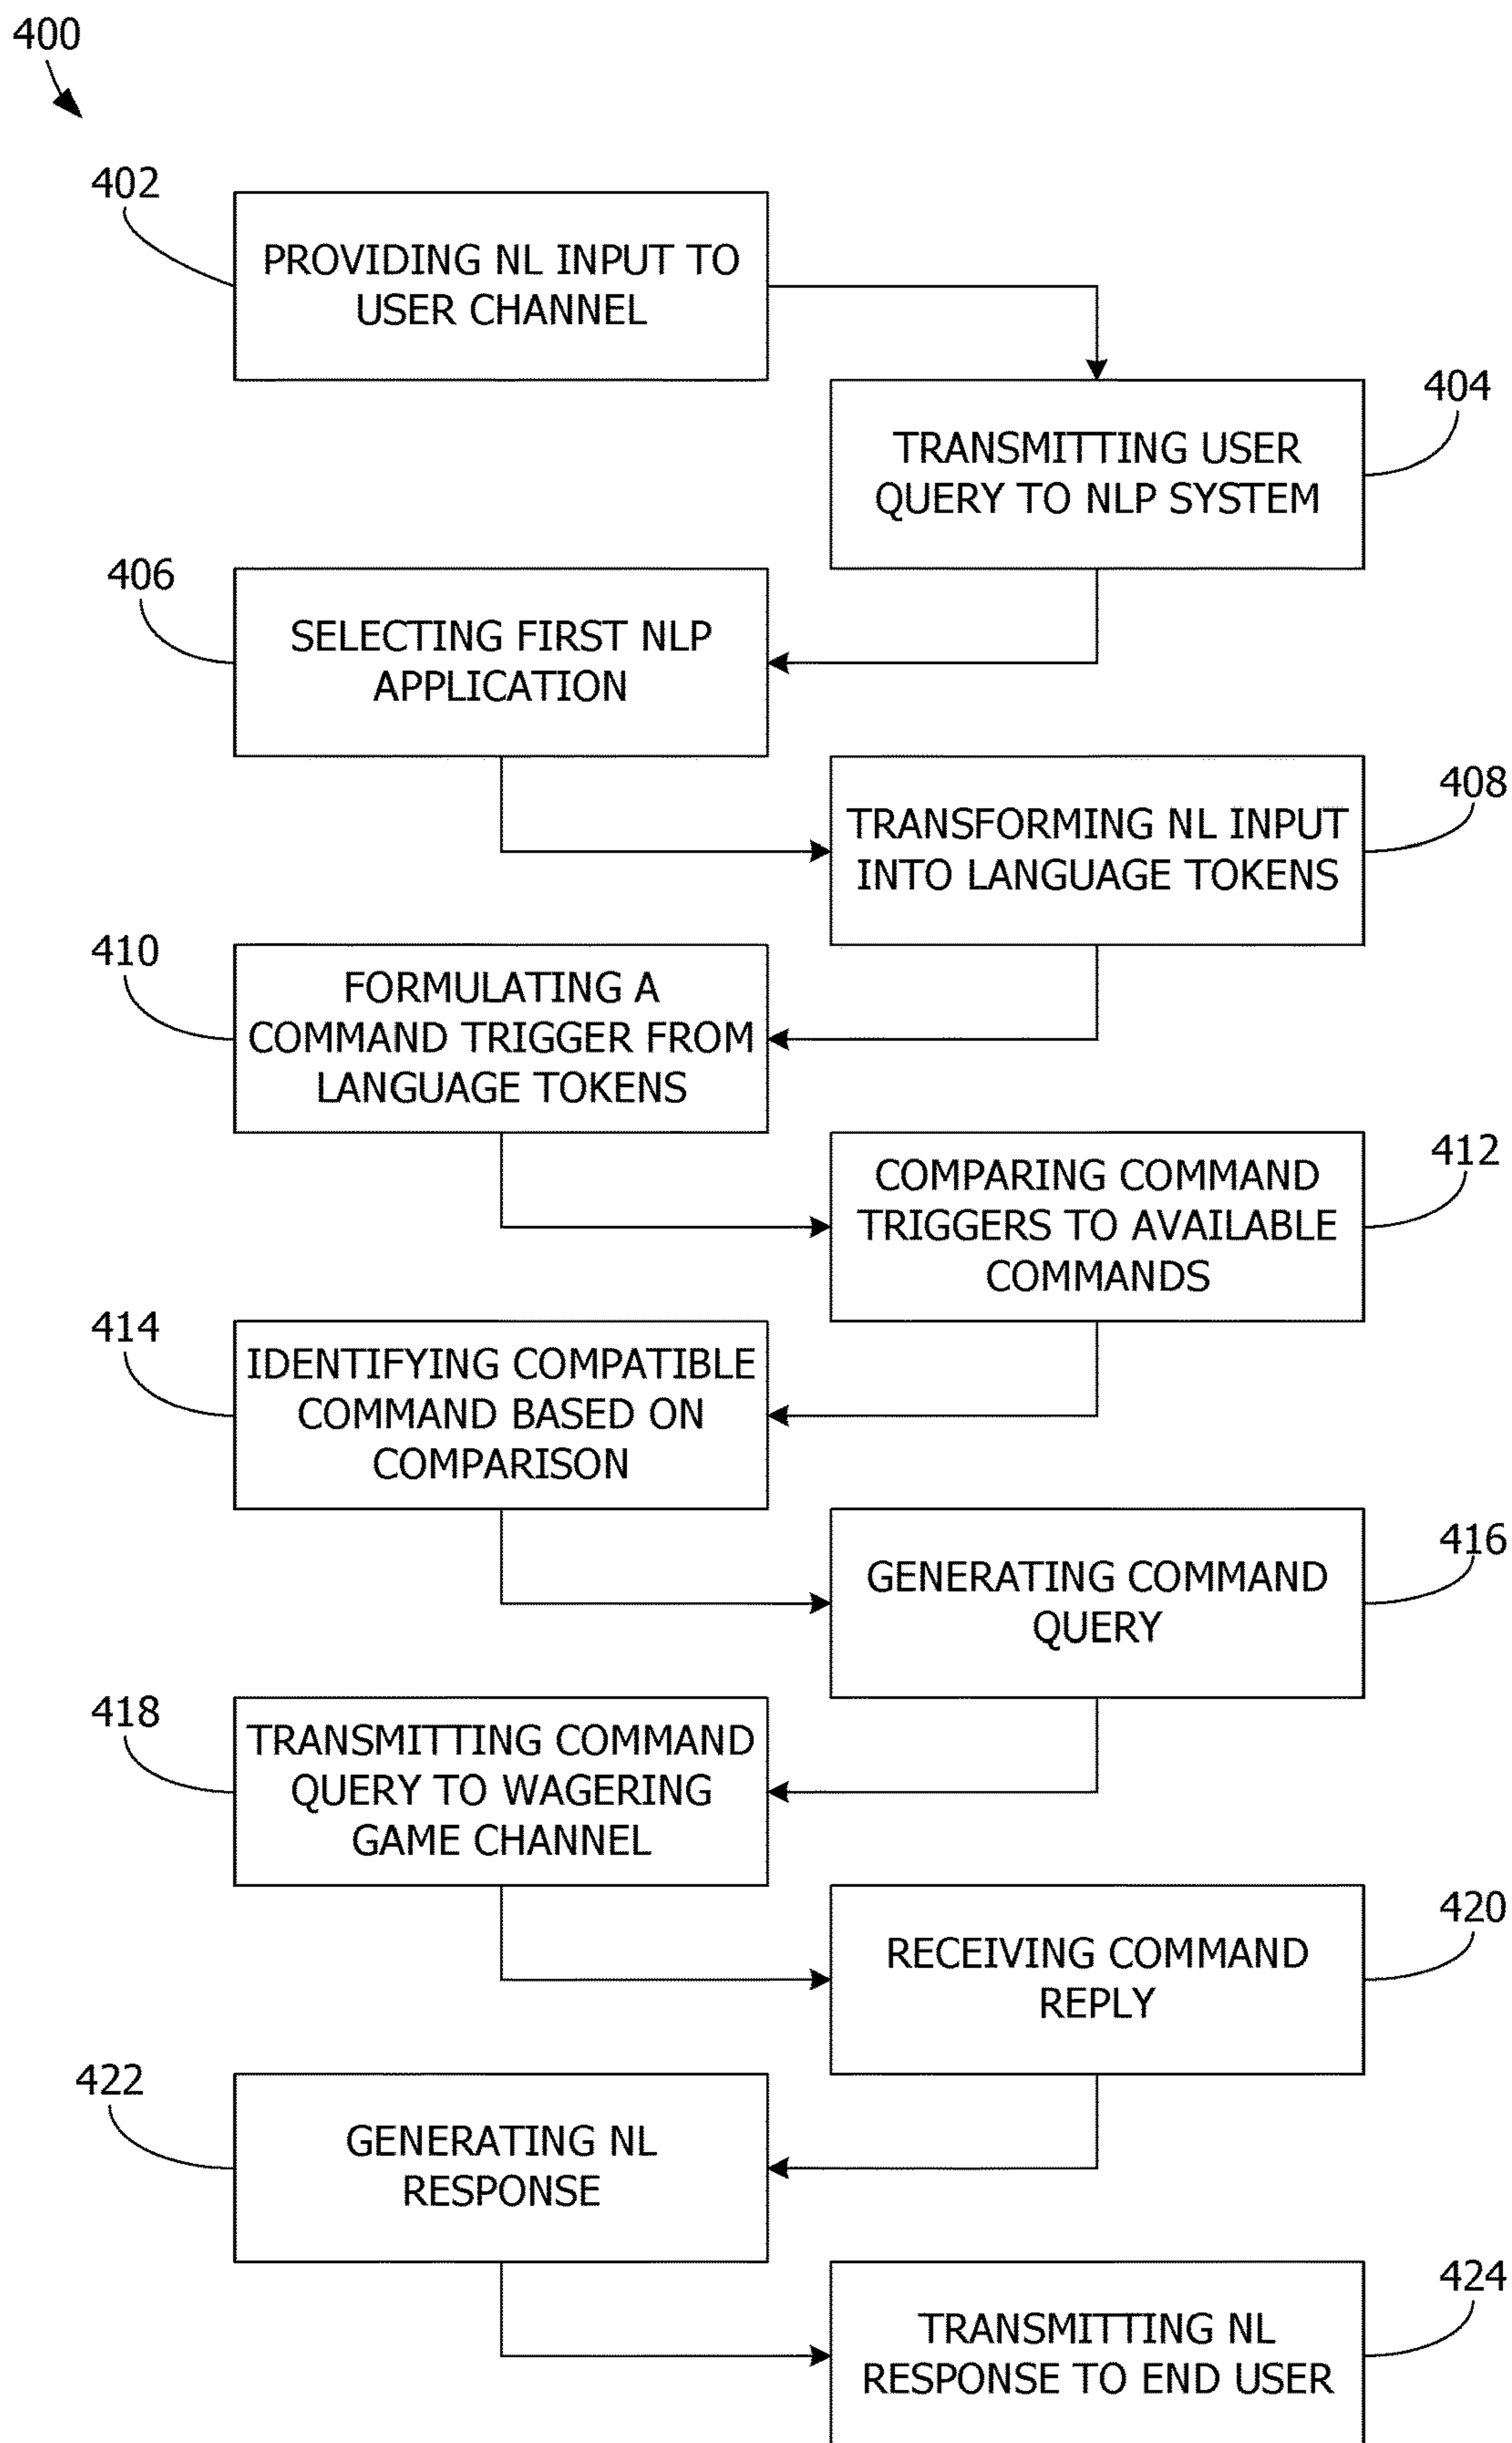 400
402
PROVIDING NL INPUT TO
USER CHANNEL
404
TRANSMITTING USER
QUERY TO NLP SYSTEM
406
SELECTING FIRST NLP
APPLICATION
408
TRANSFORMING NL INPUT
INTO LANGUAGE TOKENS
410
FORMULATING A
COMMAND TRIGGER FROM
LANGUAGE TOKENS
412
COMPARING COMMAND
TRIGGERS TO AVAILABLE
COMMANDS
414
IDENTIFYING COMPATIBLE
COMMAND BASED ON
COMPARISON
416
GENERATING COMMAND
QUERY
418
TRANSMITTING COMMAND
QUERY TO WAGERING
GAME CHANNEL
420
RECEIVING COMMAND
REPLY
422
GENERATING NL
RESPONSE
424
TRANSMITTING NL
RESPONSE TO END USER